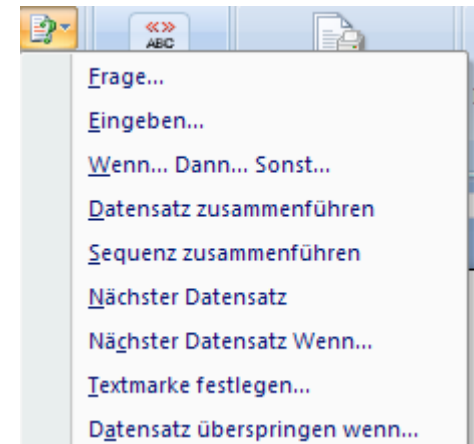 «»
ABC
Frage...
Eingeben...
Wenn... Dann... Sonst...
Datensatz zusammenführen
Sequenz zusammenführen
Nächster Datensatz
Nächster Datensatz Wenn...
Textmarke festlegen...
Datensatz überspringen wenn...